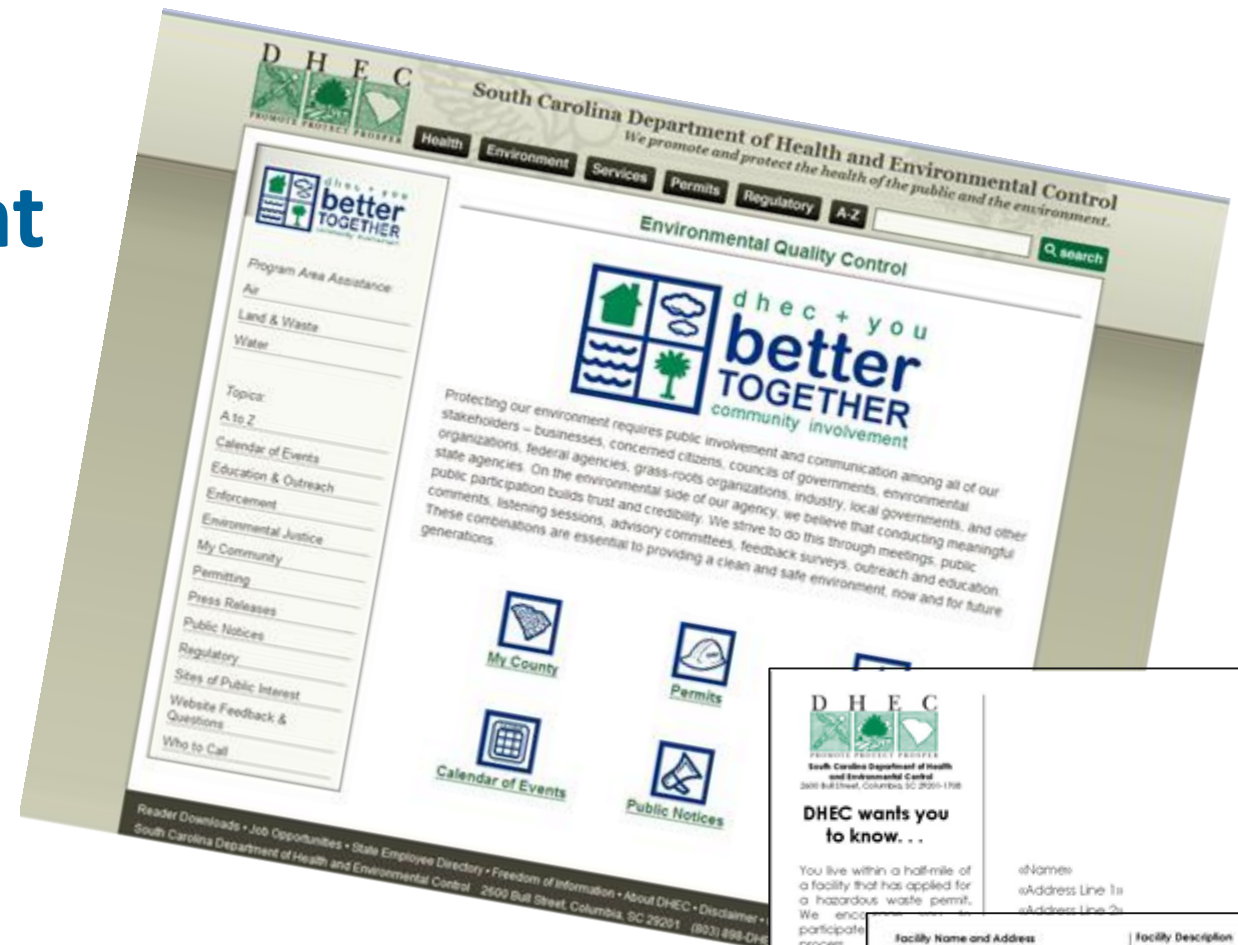 nt
D H E C
PROMOTE PROTECT PROSPER
South Carolina Department of Health and Environmental Control
We promote and protect the health of the public and the environment.
Health
Environment
Services
Permits
Regulatory
A-Z
search
dhec + you
better
TOGETHER
community involvement
Program Area Assistance:
Air
Land & Waste
Water
Topics:
A to Z
Calendar of Events
Education & Outreach
Enforcement
Environmental Justice
My Community
Permitting
Press Releases
Public Notices
Regulatory
Sites of Public Interest
Website Feedback &
Questions
Who to Call
Environmental Quality Control
dhec + you
better
TOGETHER
community involvement
Protecting our environment requires public involvement and communication among all of our
stakeholders – businesses, concerned citizens, councils of governments, environmental
organizations, federal agencies, grass-roots organizations, industry, local governments, and other
state agencies. On the environmental side of our agency, we believe that conducting meaningful
public participation builds trust and credibility. We strive to do this through meetings, public
comments, listening sessions, advisory committees, feedback surveys, outreach and education.
These combinations are essential to providing a clean and safe environment, now and for future
generations.
My County
Permits
Calendar of Events
Public Notices
Reader Downloads • Job Opportunities • State Employee Directory • Freedom of Information • About DHEC • Disclaimer •
South Carolina Department of Health and Environmental Control 2600 Bull Street, Columbia, SC 29201 (803) 898-DHE
D H E C
PROMOTE PROTECT PROSPER
South Carolina Department of Health
and Environmental Control
2600 Bull Street, Columbia, SC 29201-1708
DHEC wants you
to know. . .
You live within a half-mile of
a facility that has applied for
a hazardous waste permit.
We
participate
«Name»
«Address Line 1»
«Address Line 2»
Facility Name and Address
Facility Description